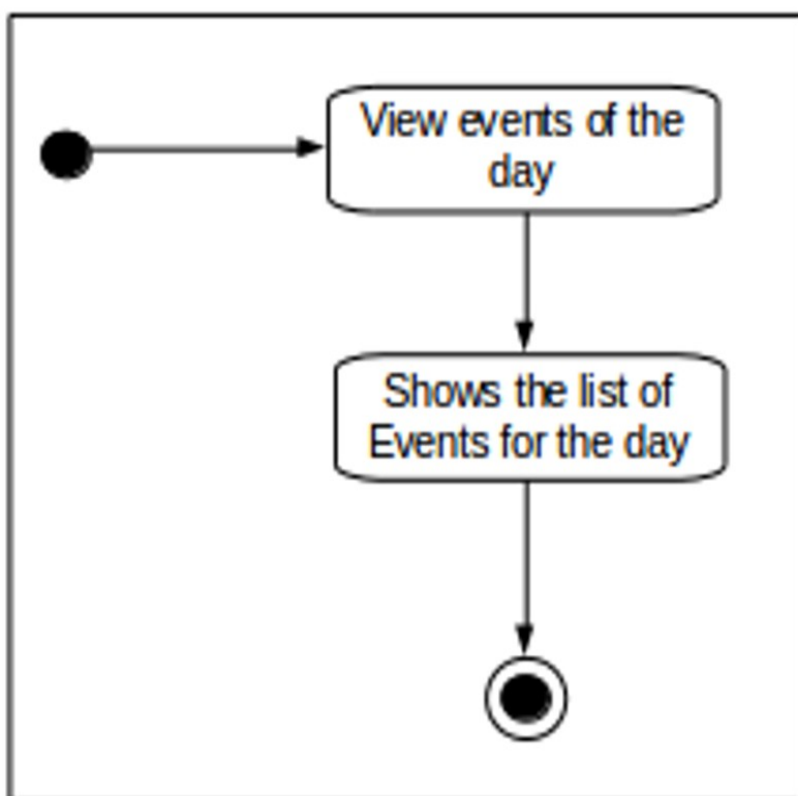 View events of the
day
Shows the list of
Events for the day